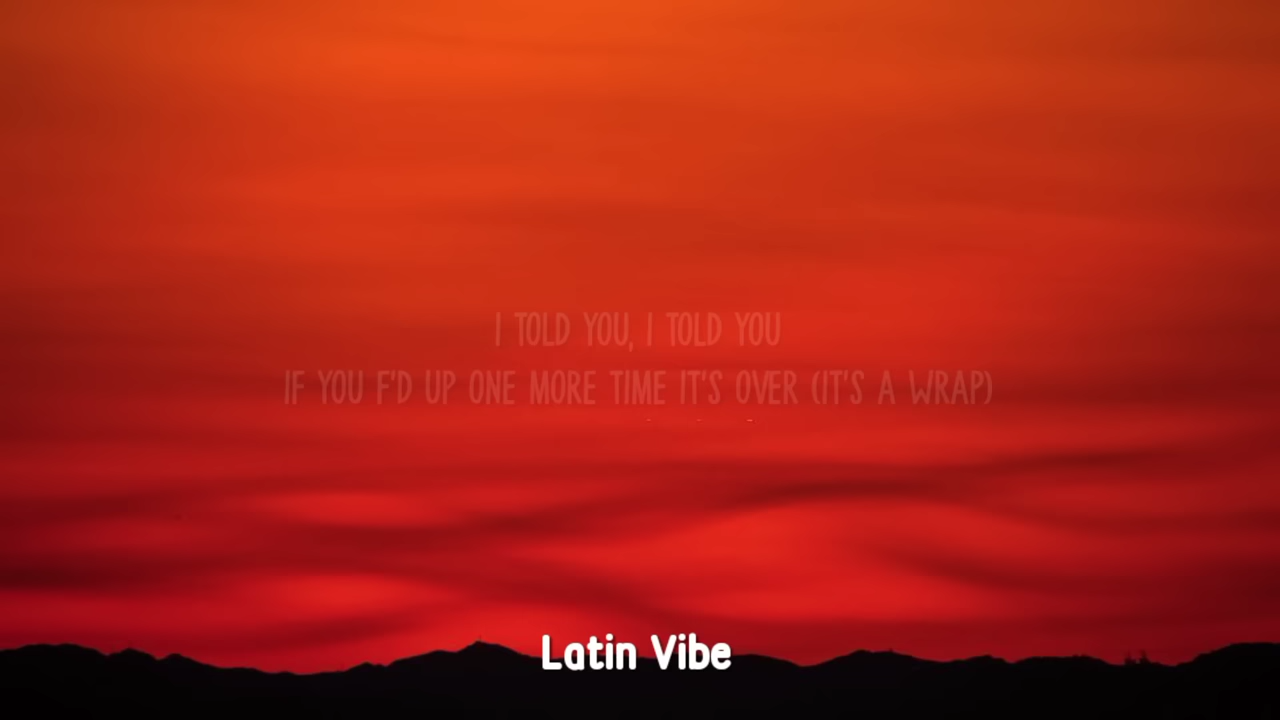 I TOLD YOU, I TOLD YOU
IF YOU F'D UP ONE MORE TIME IT'S OVER (IT'S A WRAP)
Latin Vibe